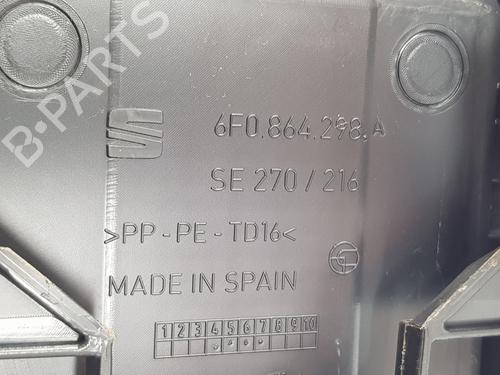 B-PARTS
6F0.864.298.A
SE 270 / 216
>PP-PE-TD16<
MADE IN SPAIN
1 2 3 4 5 6 7 8 9 10